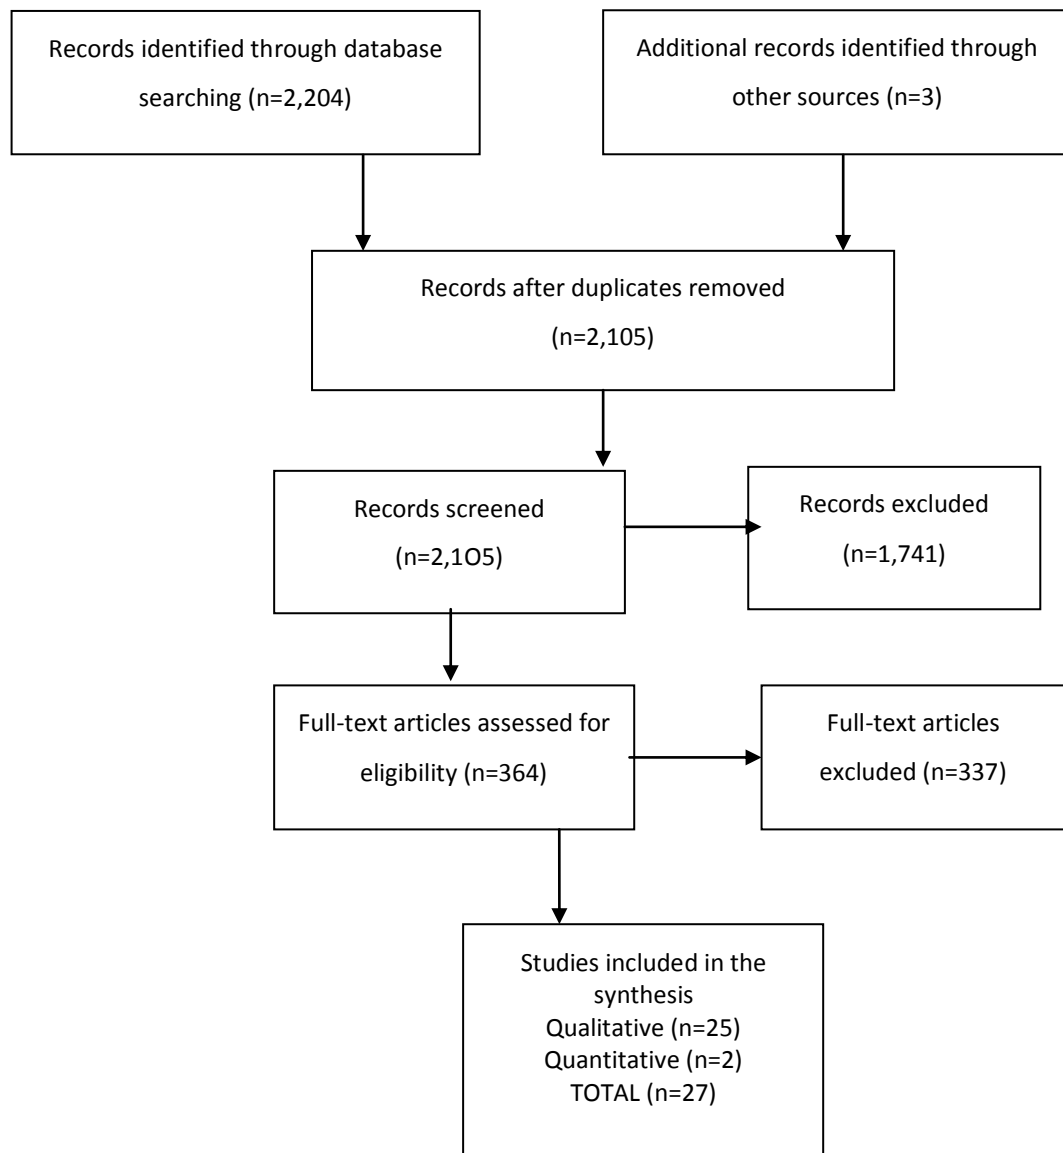 Records identified through database
searching (n=2,204)
Additional records identified through
other sources (n=3)
Records after duplicates removed
(n=2,105)
Records screened
(n=2,1O5)
Records excluded
(n=1,741)
Full-text articles assessed for
eligibility (n=364)
Full-text articles
excluded (n=337)
Studies included in the
synthesis
Qualitative (n=25)
Quantitative (n=2)
TOTAL (n=27)